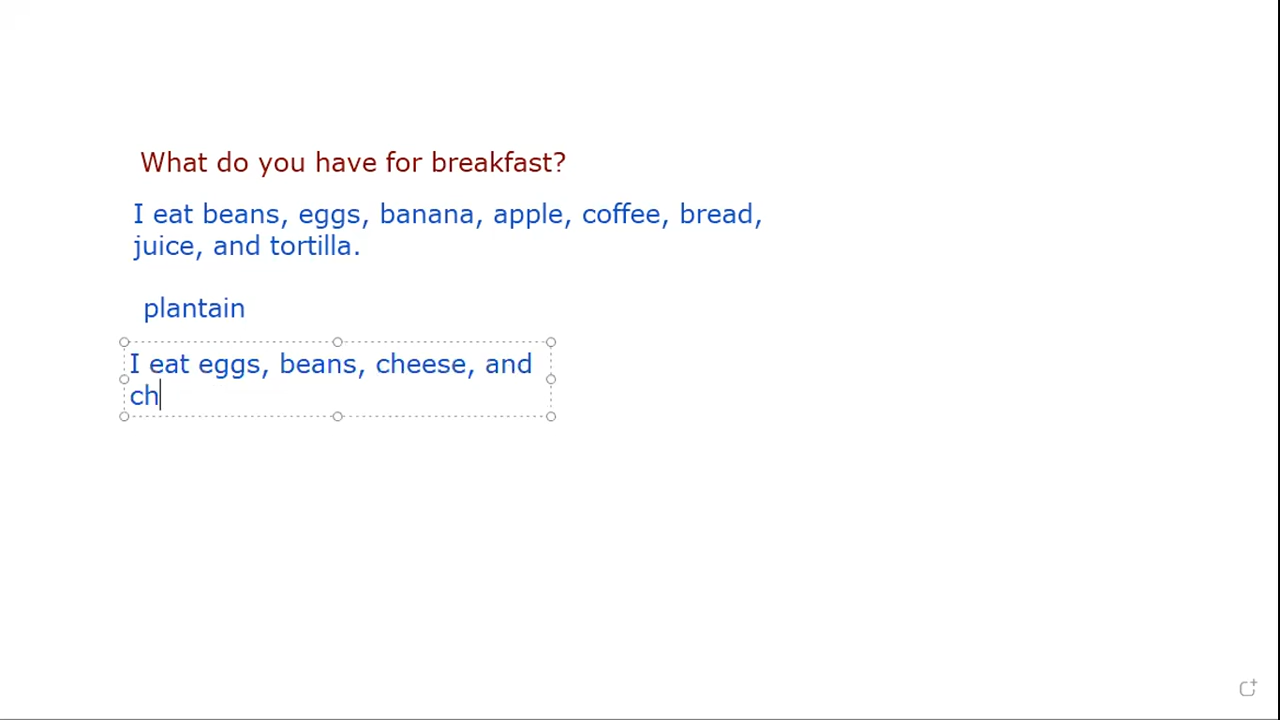 What do you have for breakfast?
I eat beans, eggs, banana, apple, coffee, bread,
juice, and tortilla.
plantain
I eat eggs, beans, cheese, and
ch